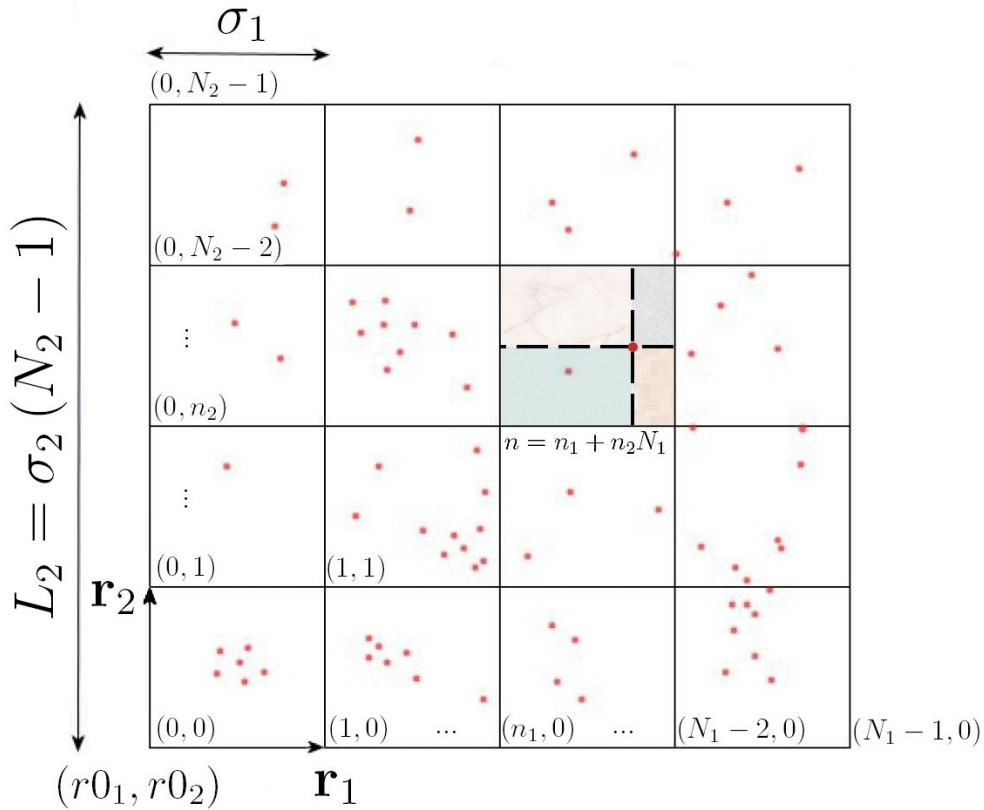 σ₁
(0, N₂ − 1)
(0, N₂ − 2)
⋮
(0, n₂)
n = n₁ + n₂N₁
⋮
(0, 1)
(1, 1)
L₂ = σ₂ (N₂ − 1)
r₂
(0, 0)
(1, 0)
...
(n₁, 0)
...
(N₁ − 2, 0)
(N₁ − 1, 0)
(r0₁, r0₂)
r₁